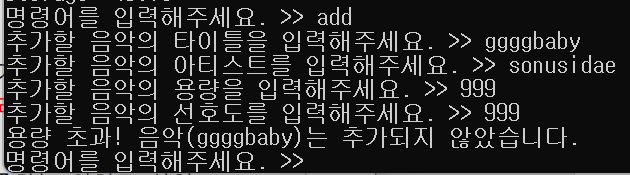 명령어를 입력해주세요. >> add
추가할 음악의 타이틀을 입력해주세요. >> ggggbaby
추가할 음악의 아티스트를 입력해주세요. >> sonusidae
추가할 음악의 용량을 입력해주세요. >> 999
추가할 음악의 선호도를 입력해주세요. >> 999
용량 초과! 음악(ggggbaby)는 추가되지 않았습니다.
명령어를 입력해주세요. >>